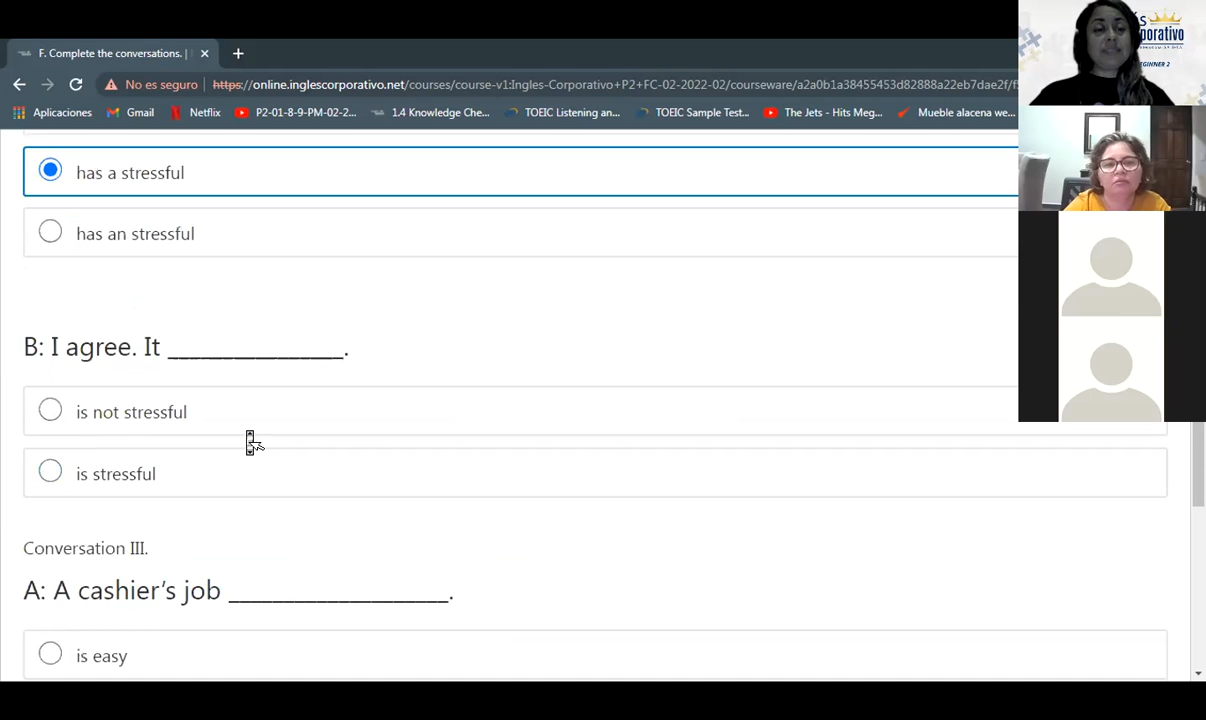 F. Complete the conversations. |
No es seguro
https://online.inglescorporativo.net/courses/course-v1:Ingles-Corporativo+P2+FC-02-2022-02/courseware/a2a0b1a38455453d82888a22eb7dae2f/f
Aplicaciones Gmail Netflix P2-01-8-9-PM-02-2... 1.4 Knowledge Che... TOEIC Listening an... TOEIC Sample Test... The Jets - Hits Meg... Mueble alacena we...
has a stressful
has an stressful
B: I agree. It ________________.
is not stressful
is stressful
Conversation III.
A: A cashier’s job ____________________.
is easy